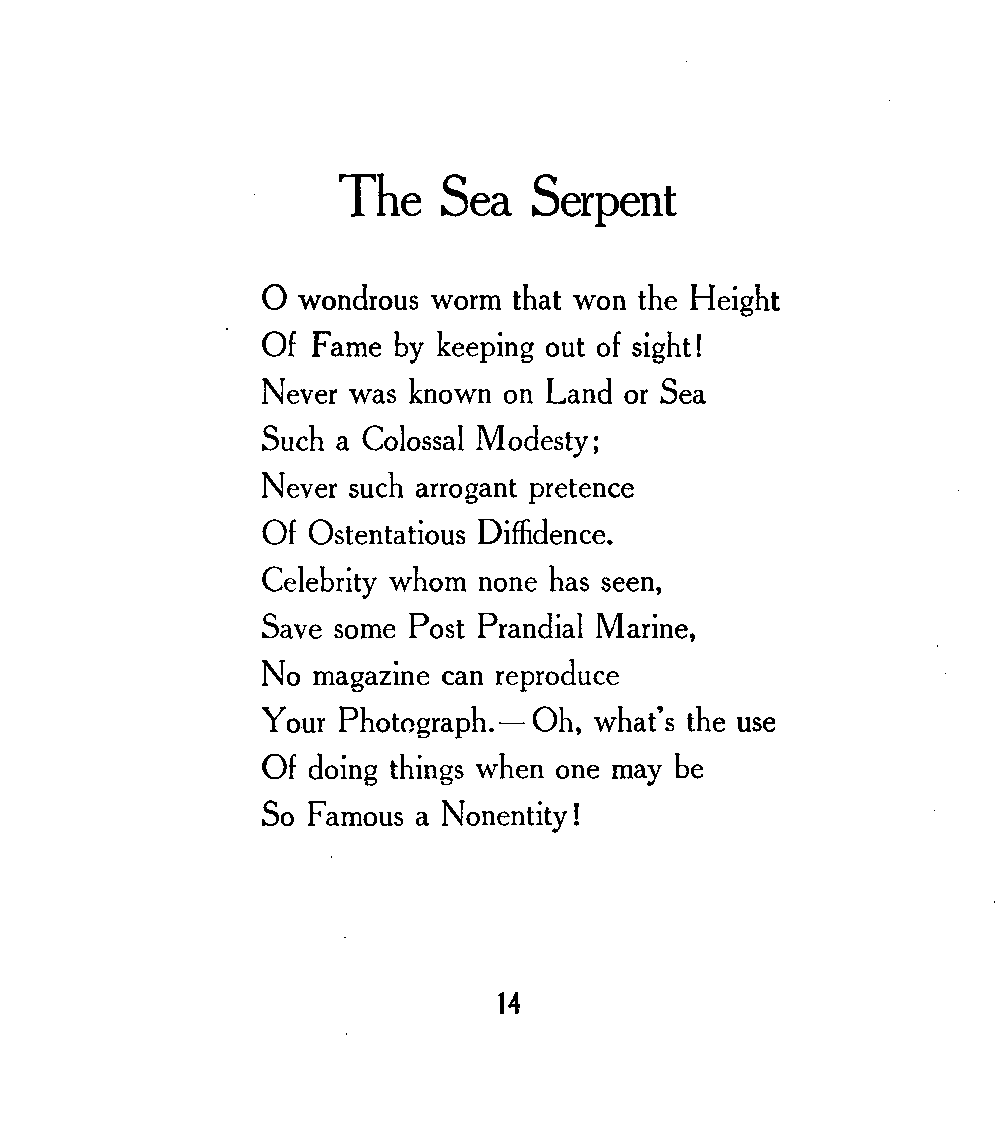 The Sea Serpent
O wondrous worm that won the Height
Of Fame by keeping out of sight!
Never was known on Land or Sea
Such a Colossal Modesty;
Never such arrogant pretence
Of Ostentatious Diffidence.
Celebrity whom none has seen,
Save some Post Prandial Marine,
No magazine can reproduce
Your Photograph.— Oh, what's the use
Of doing things when one may be
So Famous a Nonentity!
14